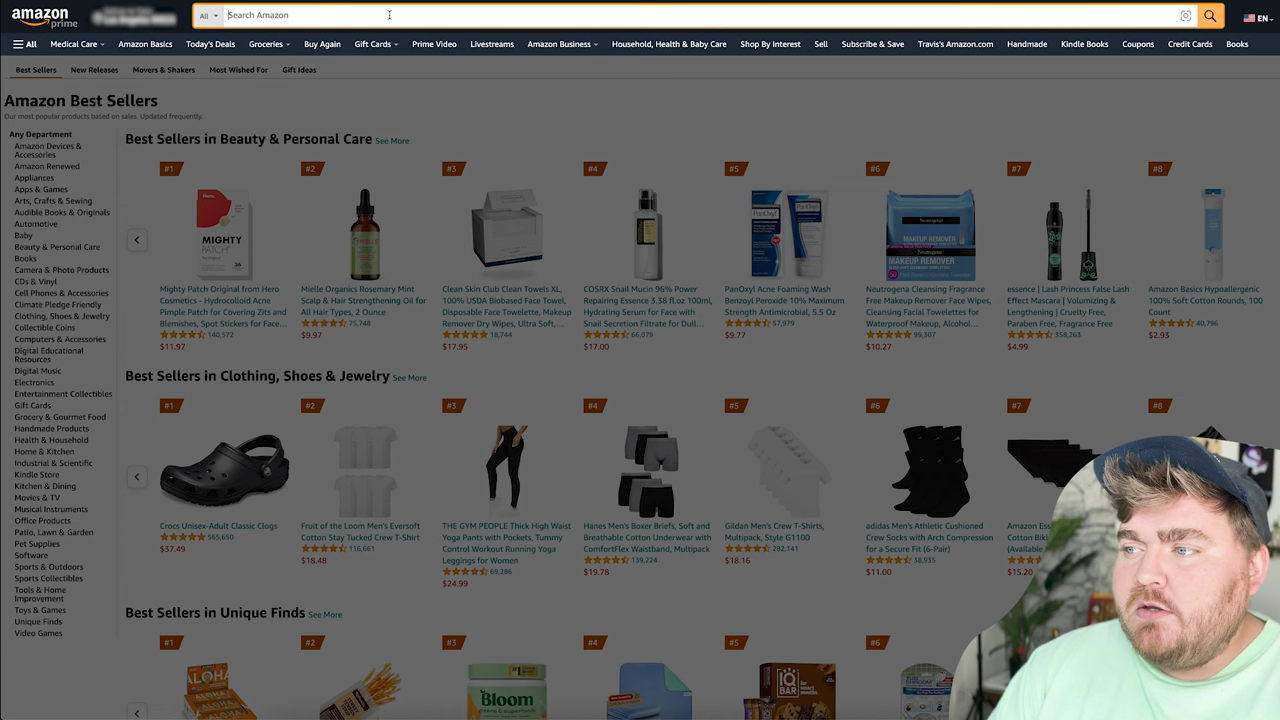 amazon
prime
All
Search Amazon
EN
All
Medical Care
Amazon Basics
Today's Deals
Groceries
Buy Again
Gift Cards
Prime Video
Livestreams
Amazon Business
Household, Health & Baby Care
Shop By Interest
Sell
Subscribe & Save
Travis's Amazon.com
Handmade
Kindle Books
Coupons
Credit Cards
Books
Best Sellers
New Releases
Movers & Shakers
Most Wished For
Gift Ideas
Amazon Best Sellers
Our most popular products based on sales. Updated frequently.
Any Department
Amazon Devices &
Accessories
Amazon Renewed
Appliances
Apps & Games
Arts, Crafts & Sewing
Audible Books & Originals
Automotive
Baby
Beauty & Personal Care
Books
Camera & Photo Products
CDs & Vinyl
Cell Phones & Accessories
Climate Pledge Friendly
Clothing, Shoes & Jewelry
Collectible Coins
Computers & Accessories
Digital Educational
Resources
Digital Music
Electronics
Entertainment Collectibles
Gift Cards
Grocery & Gourmet Food
Handmade Products
Health & Household
Home & Kitchen
Industrial & Scientific
Kindle Store
Kitchen & Dining
Movies & TV
Musical Instruments
Office Products
Patio, Lawn & Garden
Pet Supplies
Software
Sports & Outdoors
Sports Collectibles
Tools & Home
Improvement
Toys & Games
Unique Finds
Video Games
Best Sellers in Beauty & Personal Care See More
#1
MIGHTY
PATCH
Mighty Patch Original from Hero
Cosmetics - Hydrocolloid Acne
Pimple Patch for Covering Zits and
Blemishes, Spot Stickers for Face...
140,572
$11.97
#2
Mielle Organics Rosemary Mint
Scalp & Hair Strengthening Oil for
All Hair Types, 2 Ounce
75,748
$9.97
#3
Clean Skin Club Clean Towels XL,
100% USDA Biobased Face Towel,
Disposable Face Towelette, Makeup
Remover Dry Wipes, Ultra Soft,...
18,744
$17.95
#4
COSRX Snail Mucin 96% Power
Repairing Essence 3.38 fl.oz 100ml,
Hydrating Serum for Face with
Snail Secretion Filtrate for Dull...
66,079
$17.00
#5
PanOxyl
PanOxyl Acne Foaming Wash
Benzoyl Peroxide 10% Maximum
Strength Antimicrobial, 5.5 Oz
57,979
$9.77
#6
Neutrogena
MAKEUP REMOVER
Neutrogena
MAKEUP REMOVER
Neutrogena Cleansing Fragrance
Free Makeup Remover Face Wipes,
Cleansing Facial Towelettes for
Waterproof Makeup, Alcohol...
99,307
$10.27
#7
essence | Lash Princess False Lash
Effect Mascara | Volumizing &
Lengthening | Cruelty Free,
Paraben Free, Fragrance Free
358,263
$4.99
#8
Amazon Basics Hypoallergenic
100% Soft Cotton Rounds, 100
Count
40,796
$2.93
Best Sellers in Clothing, Shoes & Jewelry See More
#1
Crocs Unisex-Adult Classic Clogs
565,650
$37.49
#2
Fruit of the Loom Men's Eversoft
Cotton Stay Tucked Crew T-Shirt
116,661
$18.48
#3
THE GYM PEOPLE Thick High Waist
Yoga Pants with Pockets, Tummy
Control Workout Running Yoga
Leggings for Women
69,286
$24.99
#4
Hanes Men's Boxer Briefs, Soft and
Breathable Cotton Underwear with
ComfortFlex Waistband, Multipack
139,224
$19.78
#5
Gildan Men's Crew T-Shirts,
Multipack, Style G1100
282,141
$18.16
#6
adidas Men's Athletic Cushioned
Crew Socks with Arch Compression
for a Secure Fit (6-Pair)
38,935
$11.00
#7
Amazon Ess
Cotton Biki
(Available
$15.20
#8
Best Sellers in Unique Finds See More
#1
ALOHA
#2
#3
Bloom
greens & superfoods
#4
#5
IQ
BAR
#6